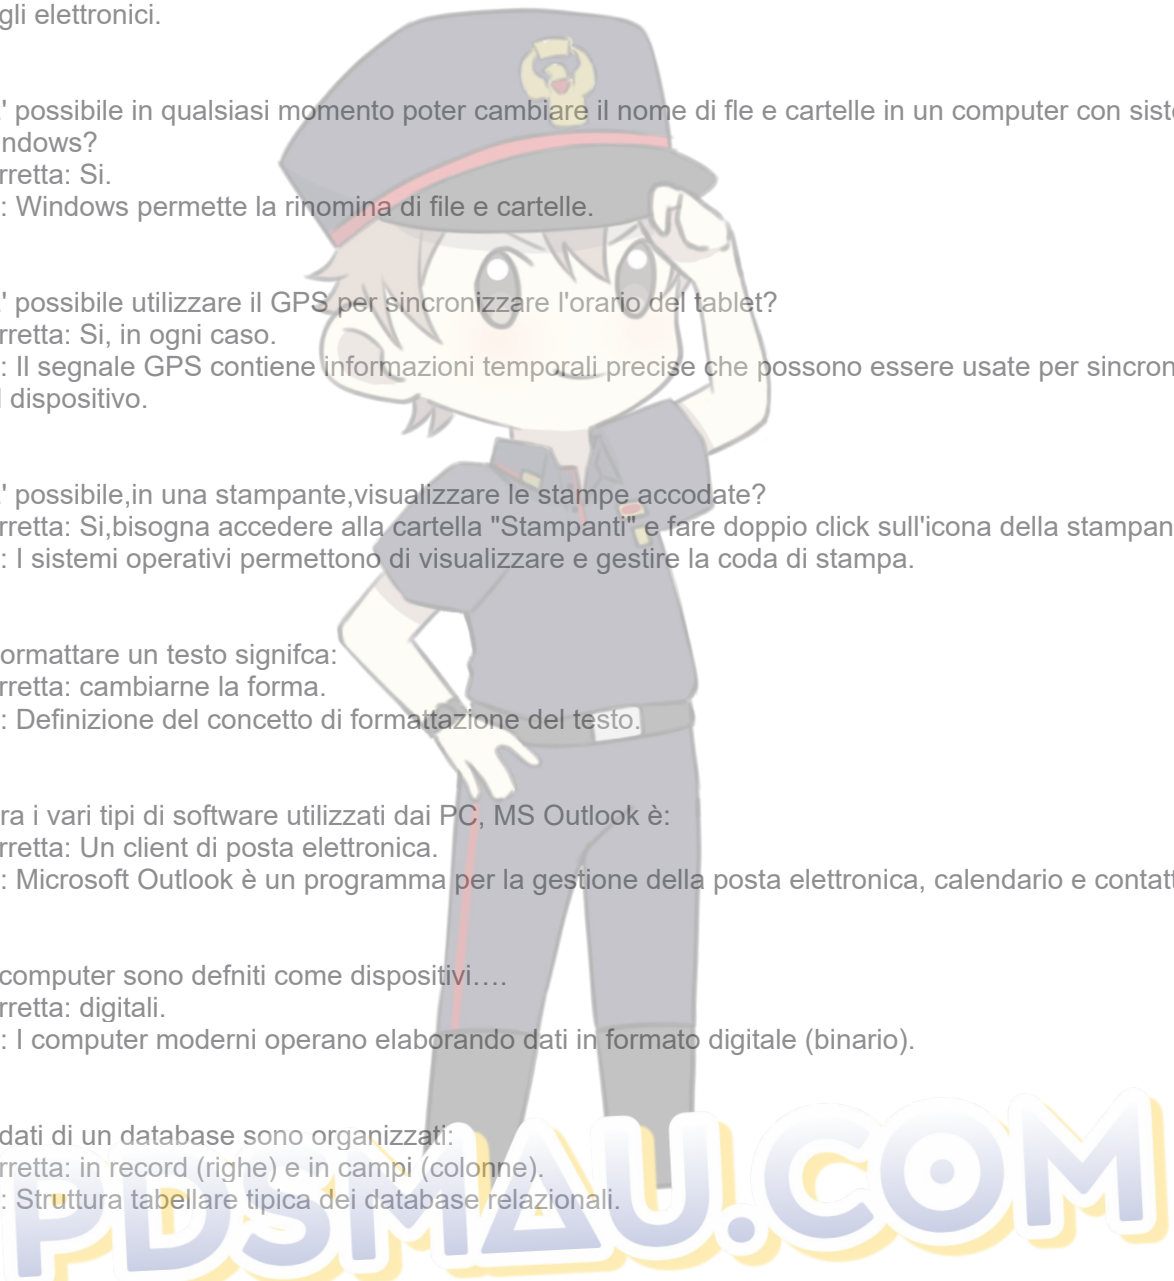 gli elettronici.
' possibile in qualsiasi momento poter cambiare il nome di fle e cartelle in un computer con sist
ndows?
rretta: Si.
: Windows permette la rinomina di file e cartelle.
' possibile utilizzare il GPS per sincronizzare l'orario del tablet?
rretta: Si, in ogni caso.
: Il segnale GPS contiene informazioni temporali precise che possono essere usate per sincron
l dispositivo.
' possibile,in una stampante,visualizzare le stampe accodate?
rretta: Si,bisogna accedere alla cartella "Stampanti" e fare doppio click sull'icona della stampan
: I sistemi operativi permettono di visualizzare e gestire la coda di stampa.
ormattare un testo signifca:
rretta: cambiarne la forma.
: Definizione del concetto di formattazione del testo.
ra i vari tipi di software utilizzati dai PC, MS Outlook è:
rretta: Un client di posta elettronica.
: Microsoft Outlook è un programma per la gestione della posta elettronica, calendario e contatt
computer sono defniti come dispositivi….
rretta: digitali.
: I computer moderni operano elaborando dati in formato digitale (binario).
dati di un database sono organizzati:
rretta: in record (righe) e in campi (colonne).
: Struttura tabellare tipica dei database relazionali.
PDSMAU.COM